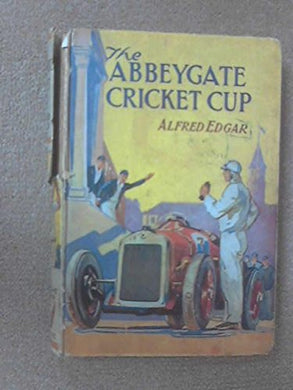 The
ABBEYGATE
CRICKET CUP
ALFRED EDGAR